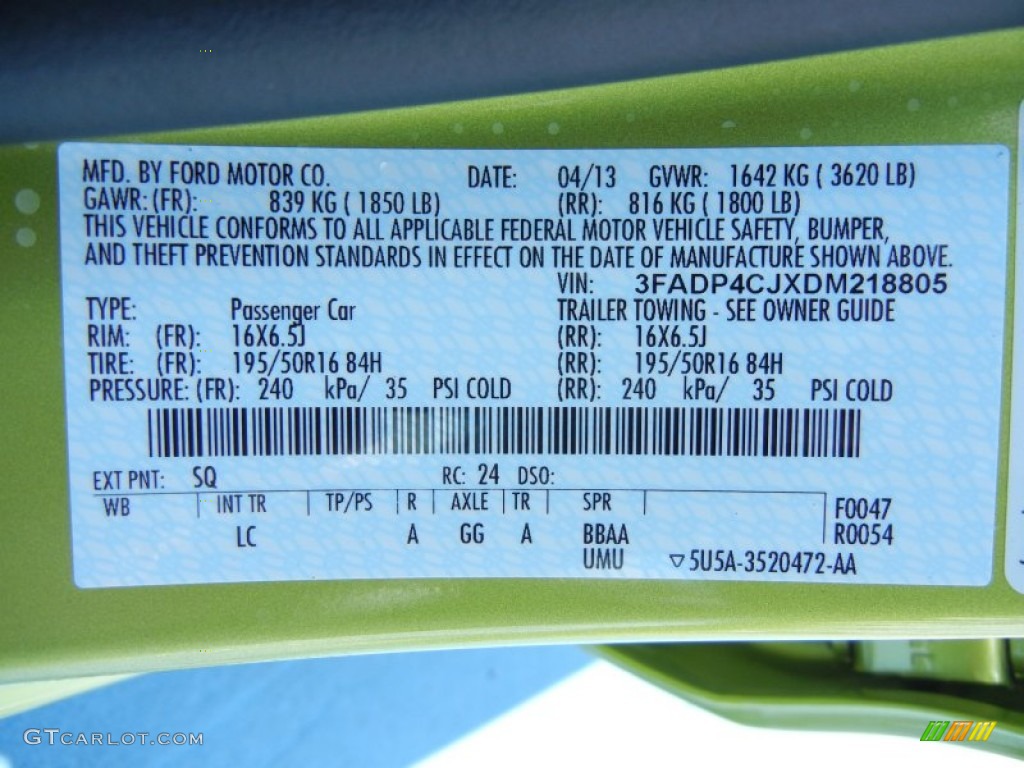 MFD. BY FORD MOTOR CO. DATE: 04/13 GVWR: 1642 KG ( 3620 LB)
GAWR: (FR): 839 KG ( 1850 LB) (RR): 816 KG ( 1800 LB)
THIS VEHICLE CONFORMS TO ALL APPLICABLE FEDERAL MOTOR VEHICLE SAFETY, BUMPER,
AND THEFT PREVENTION STANDARDS IN EFFECT ON THE DATE OF MANUFACTURE SHOWN ABOVE.
VIN: 3FADP4CJXDM218805
TYPE: Passenger Car TRAILER TOWING - SEE OWNER GUIDE
RIM: (FR): 16X6.5J (RR): 16X6.5J
TIRE: (FR): 195/50R16 84H (RR): 195/50R16 84H
PRESSURE: (FR): 240 kPa/ 35 PSI COLD (RR): 240 kPa/ 35 PSI COLD
EXT PNT: SQ RC: 24 DSO:
WB INT TR TP/PS R AXLE TR SPR F0047
LC A GG A BBAA R0054
UMU ▽5U5A-3520472-AA
GTCARLOT.COM